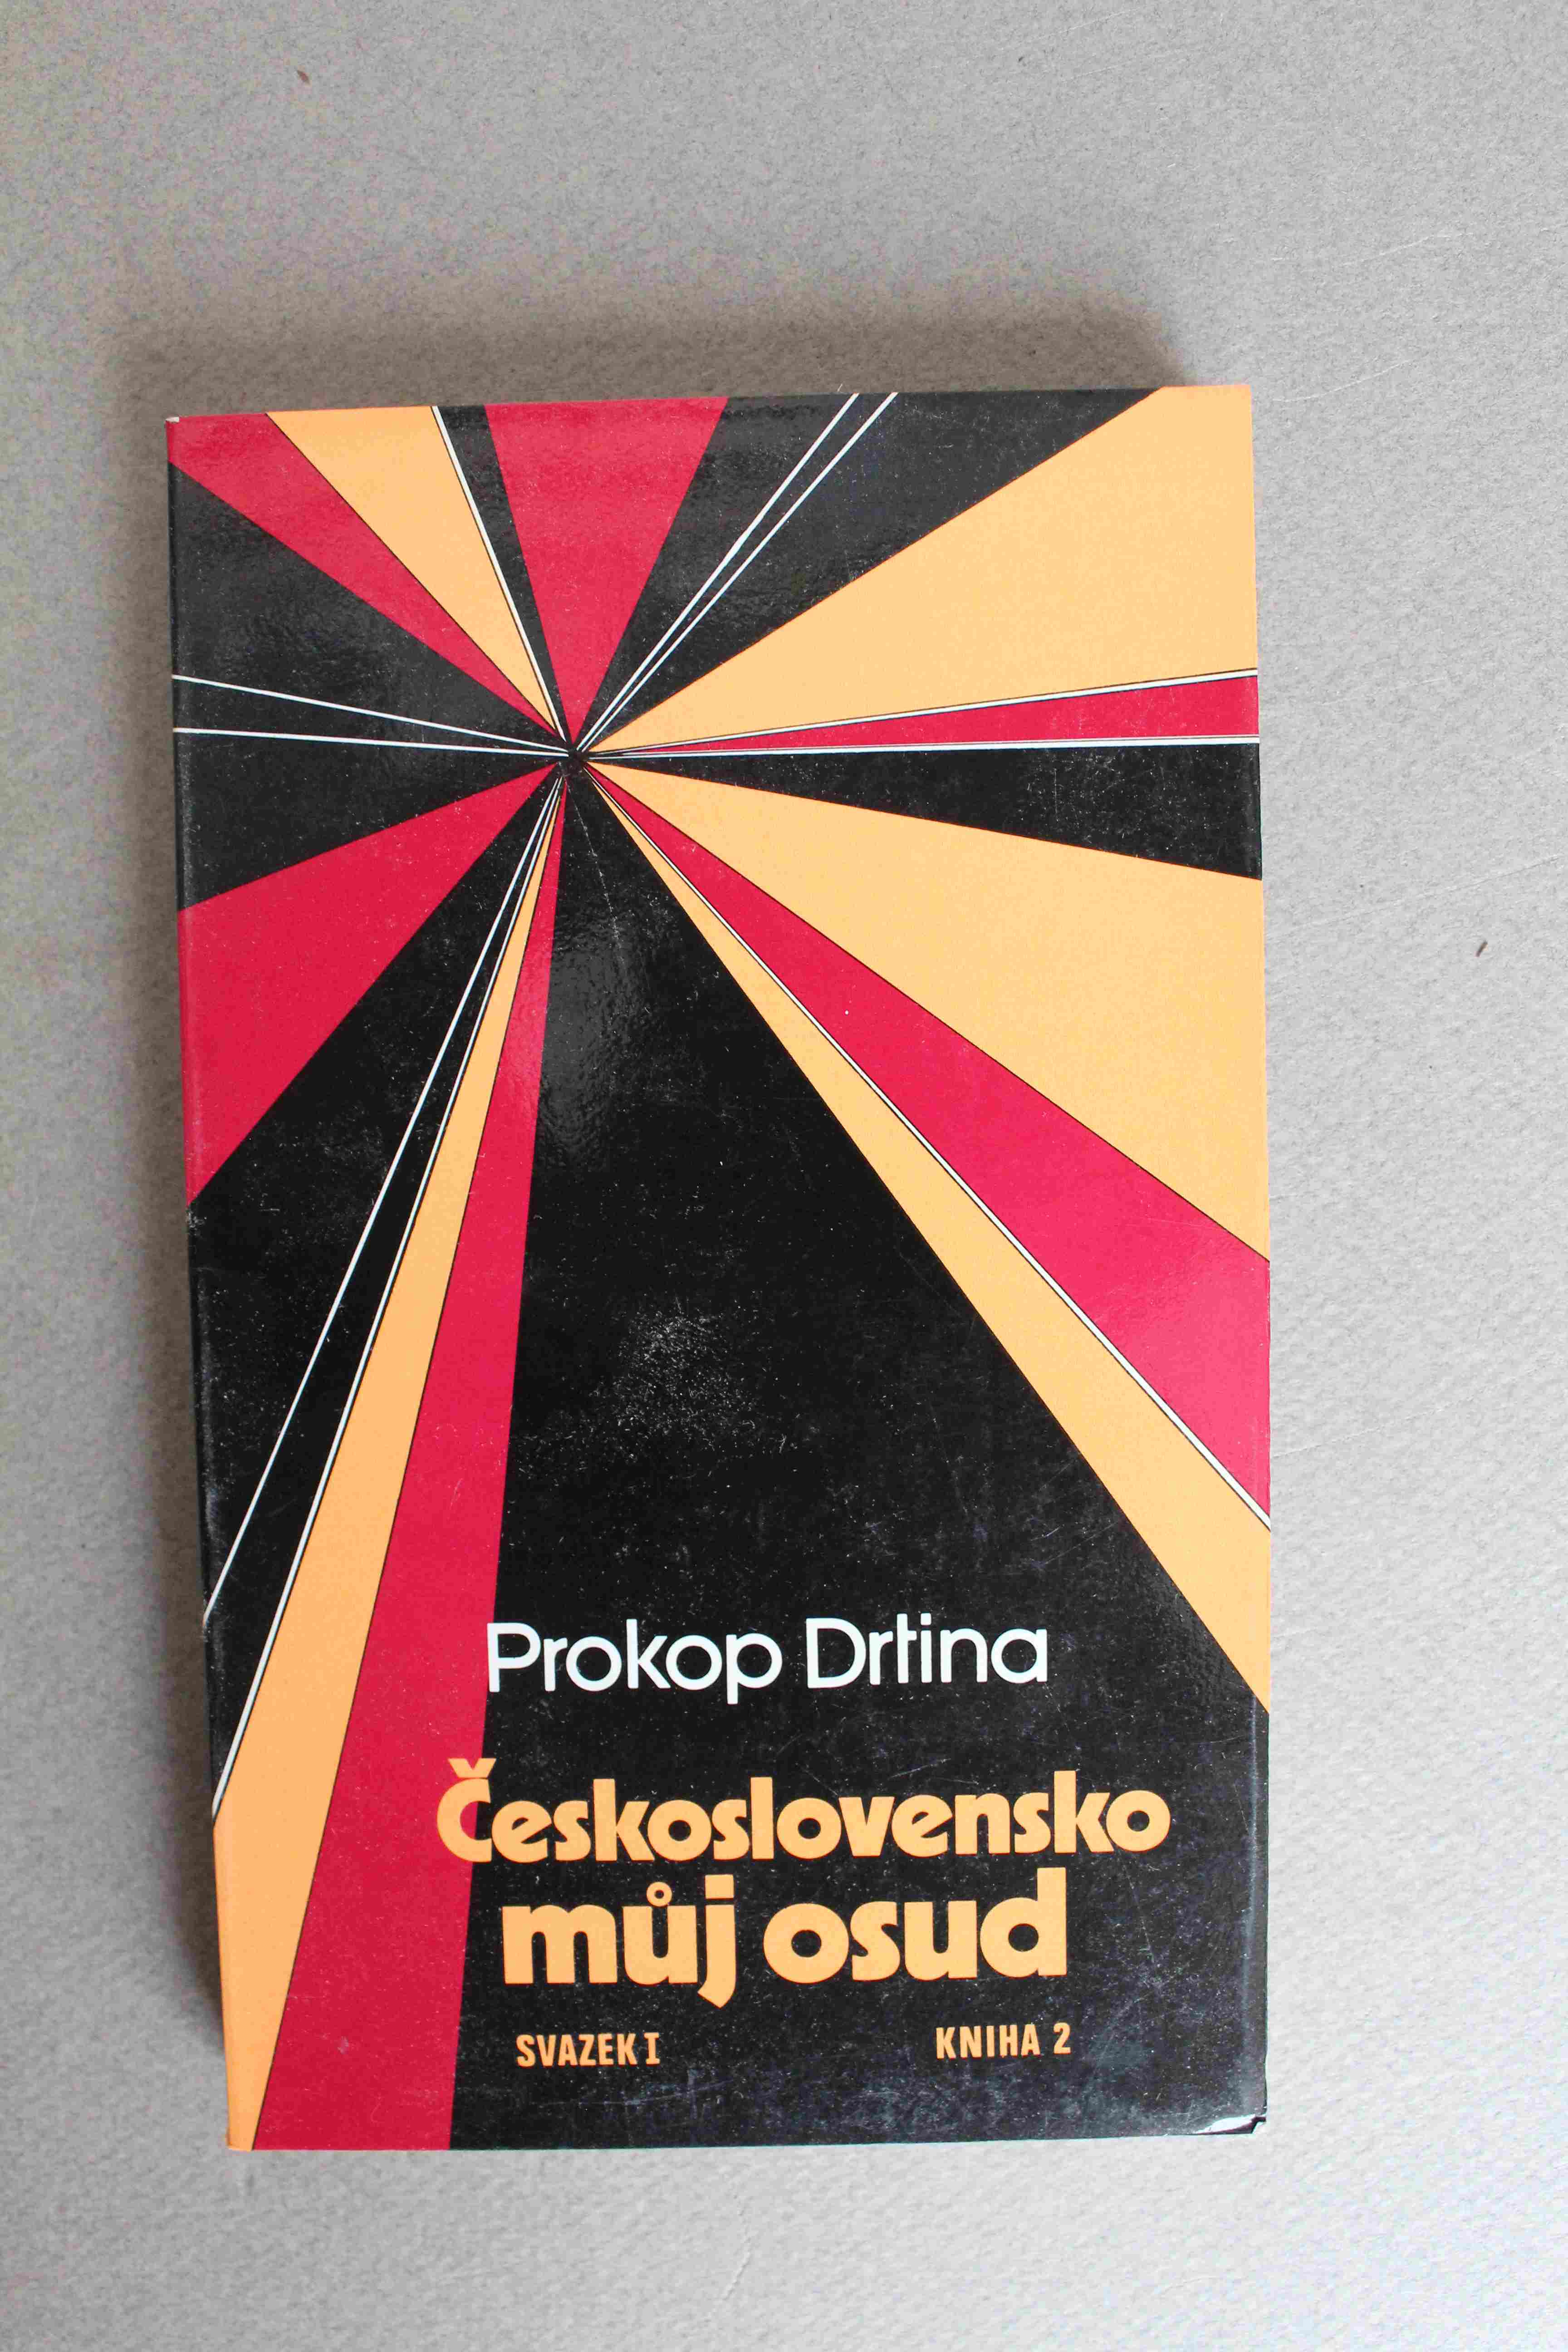 Prokop Drtina
Československo
můj osud
SVAZEK I KNIHA 2